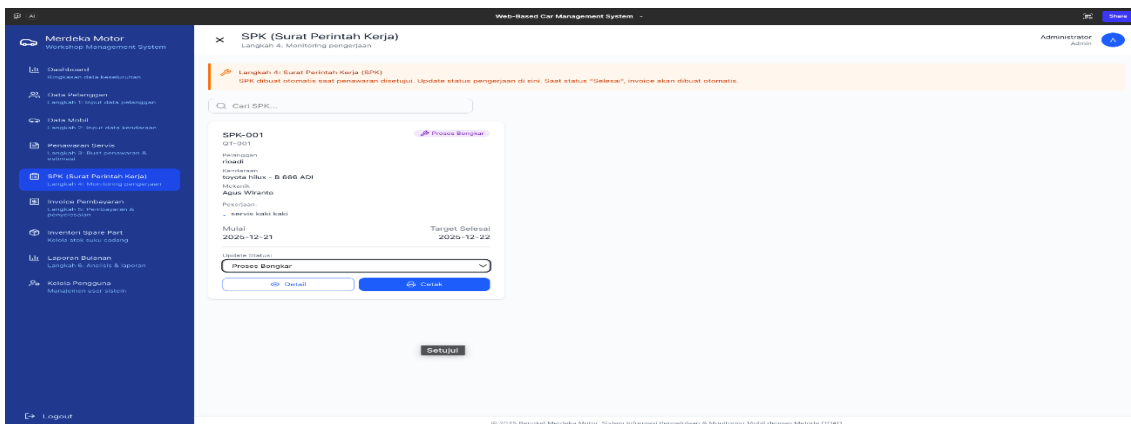 AI
Web-Based Car Management System
Share
Merdeka Motor
Workshop Management System
SPK (Surat Perintah Kerja)
Langkah 4: Monitoring pengerjaan
Administrator
Admin
A
Dashboard
Ringkasan data keseluruhan
Data Pelanggan
Langkah 1: Input data pelanggan
Data Mobil
Langkah 2: Input data kendaraan
Penawaran Servis
Langkah 3: Buat penawaran &
estimasi
SPK (Surat Perintah Kerja)
Langkah 4: Monitoring pengerjaan
Invoice Pembayaran
Langkah 5: Pembayaran &
penyelesaian
Inventori Spare Part
Kelola stok suku cadang
Laporan Bulanan
Langkah 6: Analisis & laporan
Kelola Pengguna
Manajemen user sistem
Logout
Langkah 4: Surat Perintah Kerja (SPK)
SPK dibuat otomatis saat penawaran disetujui. Update status pengerjaan di sini. Saat status "Selesai", invoice akan dibuat otomatis.
Cari SPK...
SPK-001
Proses Bongkar
QT-001
Pelanggan
rioadi
Kendaraan
toyota hilux - B 666 ADI
Mekanik
Agus Wiranto
Pekerjaan:
servis kaki kaki
Mulai
Target Selesai
2025-12-21
2025-12-22
Update Status:
Proses Bongkar
Detail
Cetak
Setujui